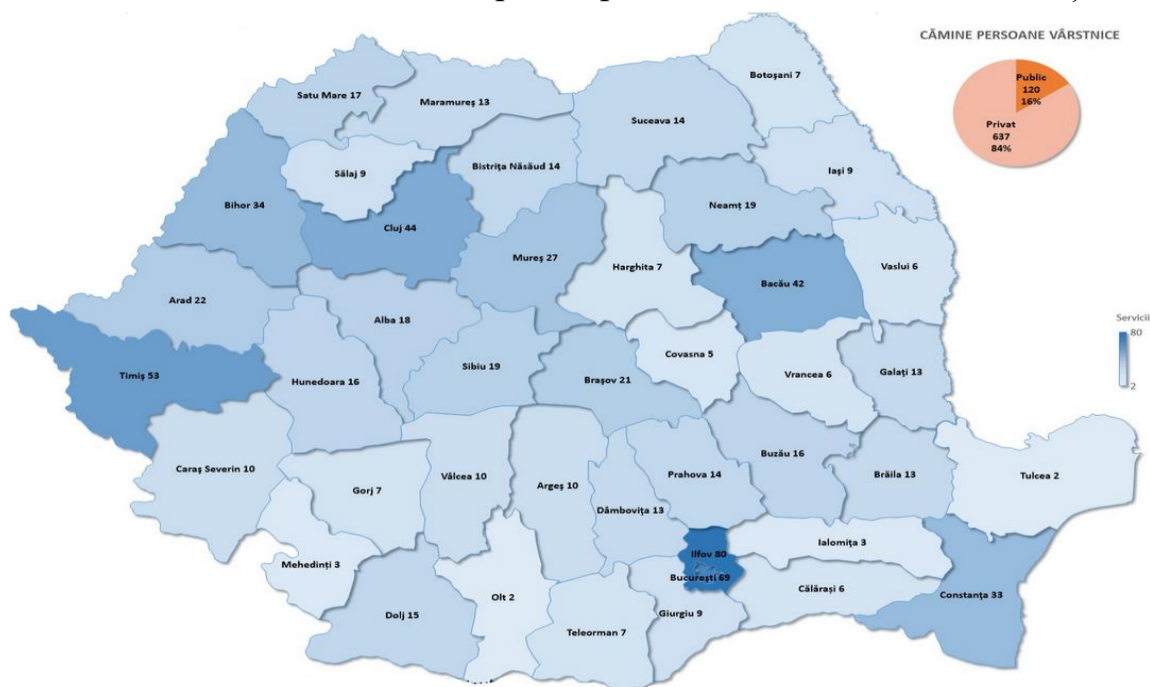 CĂMINE PERSOANE VÂRSTNICE
Public
120
16%
Privat
637
84%
Botoşani 7
Satu Mare 17
Maramureş 13
Suceava 14
Bistriţa Năsăud 14
Iaşi 9
Sălaj 9
Neamț 19
Bihor 34
Cluj 44
Mureş 27
Harghita 7
Vaslui 6
Bacău 42
Arad 22
Alba 18
Servicii
80
2
Covasna 5
Sibiu 19
Timiş 53
Hunedoara 16
Braşov 21
Vrancea 6
Galaţi 13
Buzău 16
Caraş Severin 10
Vâlcea 10
Argeş 10
Prahova 14
Brăila 13
Tulcea 2
Gorj 7
Dâmboviţa 13
Ialomiţa 3
Ilfov 80
Mehedinți 3
Bucureşti 69
Călărași 6
Constanţa 33
Olt 2
Giurgiu 9
Dolj 15
Teleorman 7